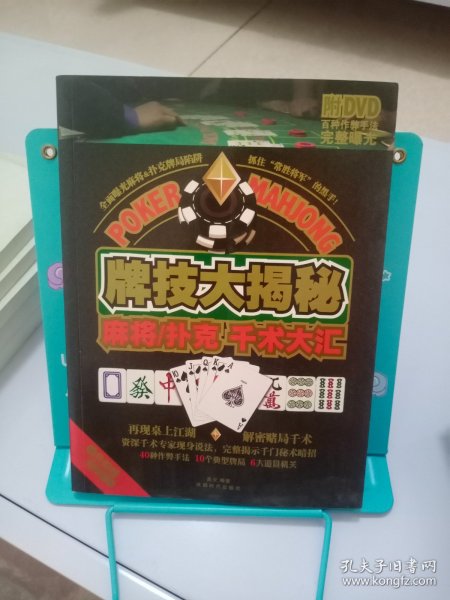 附DVD
百种作弊手法
完整曝光
全面曝光麻将&扑克牌局陷阱
抓住“常胜将军”的黑手！
POKER MAHJONG
牌技大揭秘
麻将/扑克 千术大汇
發 中
10 J Q K A
萬
再现桌上江湖 解密赌局千术
资深千术专家现身说法，完整揭示千门秘术暗招
40种作弊手法 10个典型牌局 6大道具机关
孔夫子旧书网
www.kongfz.com